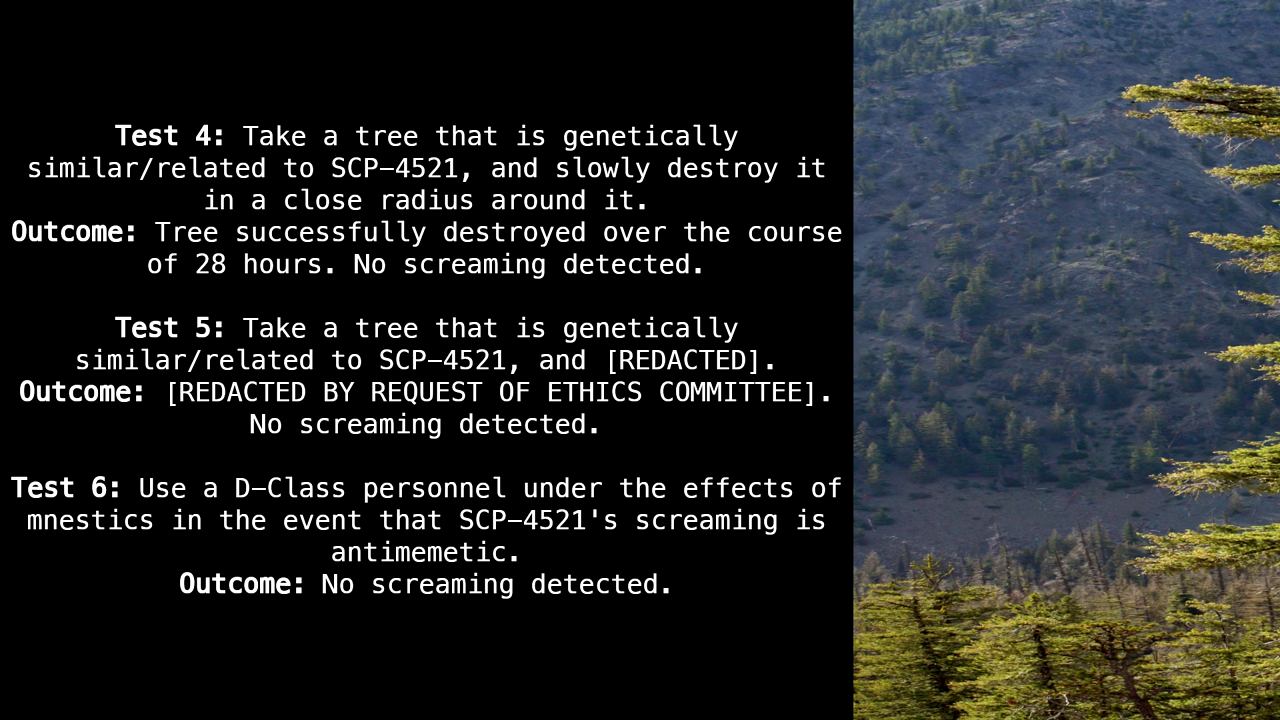 Test 4: Take a tree that is genetically
similar/related to SCP−4521, and slowly destroy it
in a close radius around it.
Outcome: Tree successfully destroyed over the course
of 28 hours. No screaming detected.
Test 5: Take a tree that is genetically
similar/related to SCP−4521, and [REDACTED].
Outcome: [REDACTED BY REQUEST OF ETHICS COMMITTEE].
No screaming detected.
Test 6: Use a D−Class personnel under the effects of
mnestics in the event that SCP−4521's screaming is
antimemetic.
Outcome: No screaming detected.